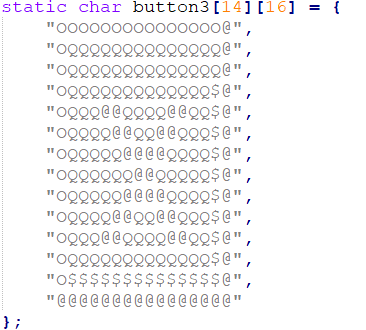 static char button3[14][16] = {
"OOOOOOOOOOOOOOO@",
"OQQQQQQQQQQQQQQ@",
"OQQQQQQQQQQQQQQ@",
"OQQQQQQQQQQQQQ$@",
"OQQQ@@QQQQ@@QQ$@",
"OQQQQ@@QQ@@QQQ$@",
"OQQQQQ@@@@QQQQ$@",
"OQQQQQQ@@QQQQQ$@",
"OQQQQQ@@@@QQQQ$@",
"OQQQQ@@QQ@@QQQ$@",
"OQQQ@@QQQQ@@QQ$@",
"OQQQQQQQQQQQQQ$@",
"O$$$$$$$$$$$$$$@",
"@@@@@@@@@@@@@@@@"
};